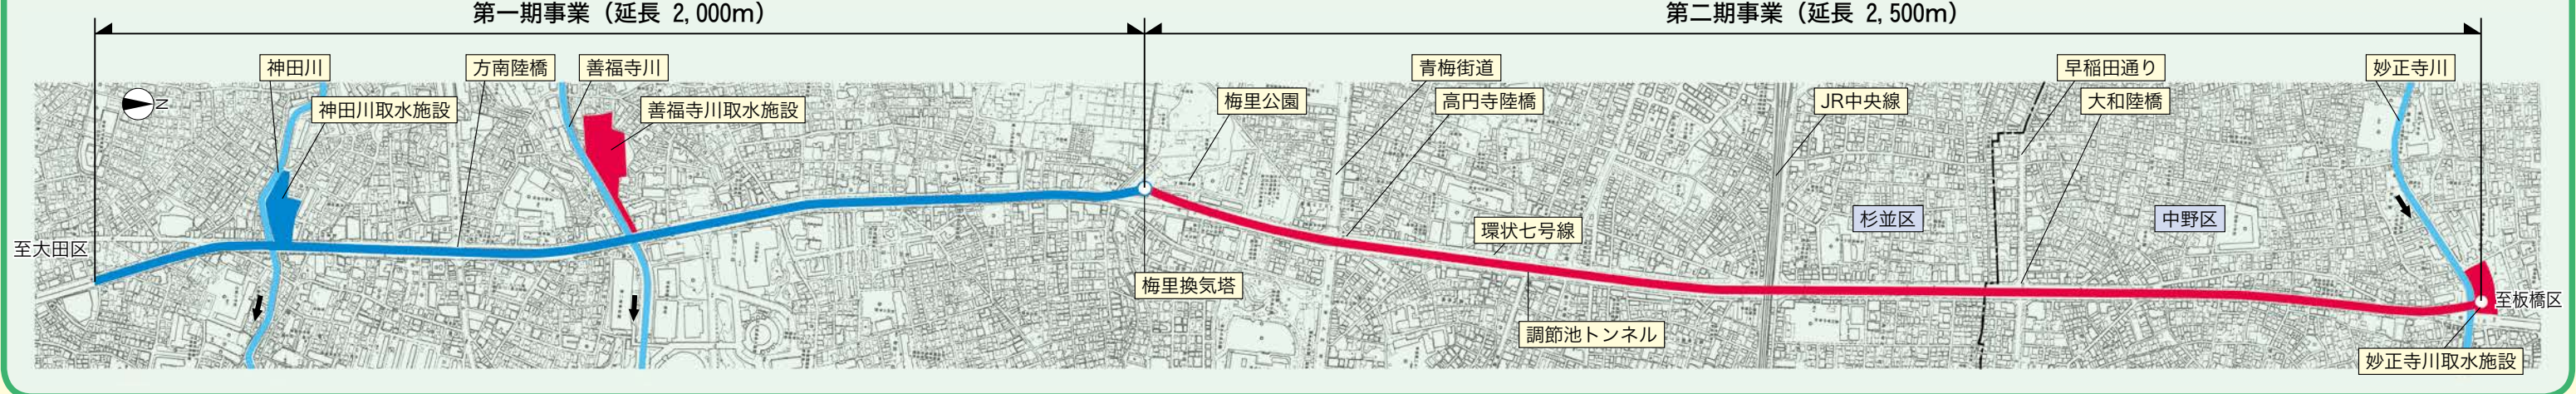 第一期事業（延長 2,000m）
第二期事業（延長 2,500m）
神田川
方南陸橋
善福寺川
青梅街道
早稲田通り
妙正寺川
N
神田川取水施設
善福寺川取水施設
梅里公園
高円寺陸橋
JR中央線
大和陸橋
杉並区
中野区
環状七号線
至大田区
梅里換気塔
至板橋区
調節池トンネル
妙正寺川取水施設